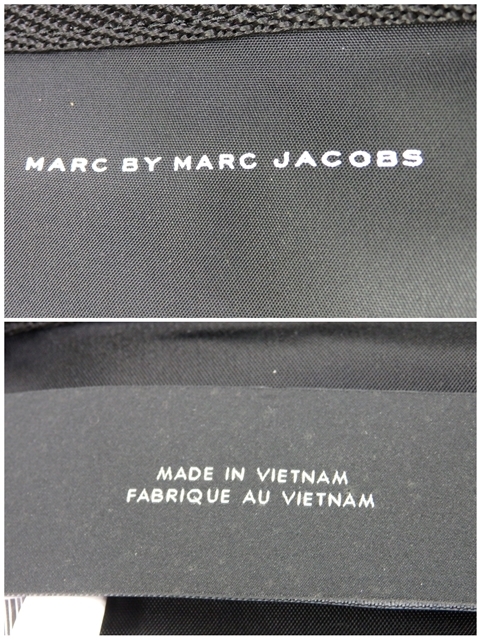 MARC BY MARC JACOBS
MADE IN VIETNAM
FABRIQUE AU VIETNAM